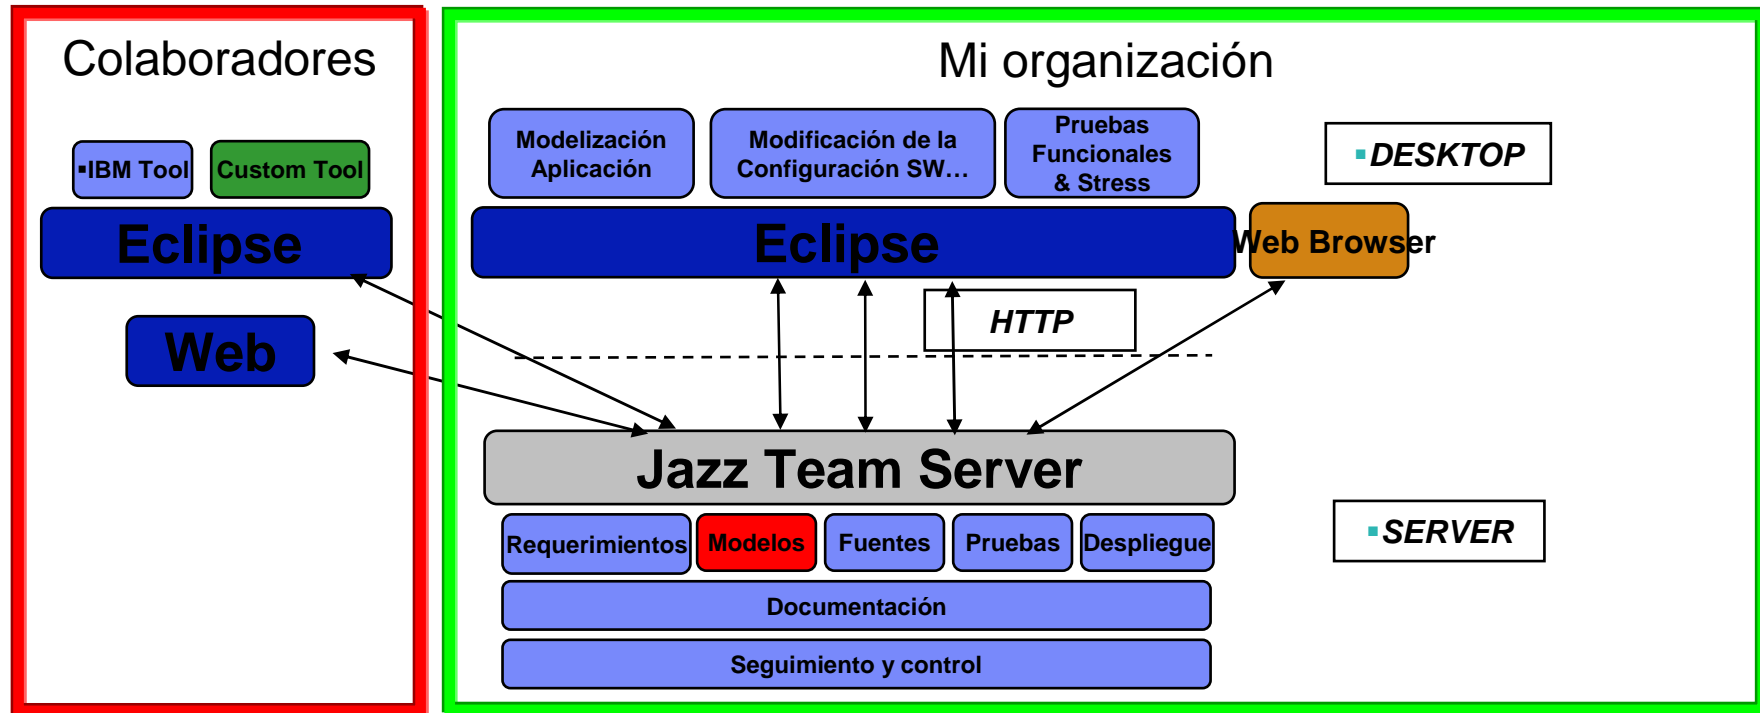 Colaboradores
▪IBM Tool
Custom Tool
Eclipse
Web
Mi organización
Modelización
Aplicación
Modificación de la
Configuración SW…
Pruebas
Funcionales
& Stress
▪DESKTOP
Eclipse
Web Browser
HTTP
Jazz Team Server
Requerimientos
Modelos
Fuentes
Pruebas
Despliegue
▪SERVER
Documentación
Seguimiento y control